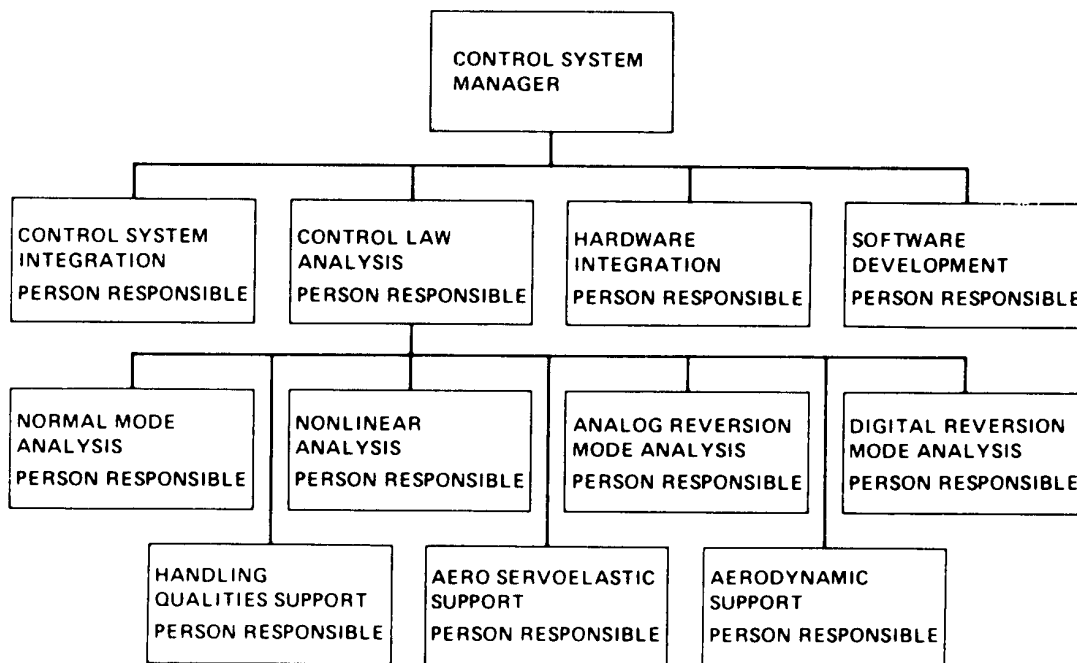 CONTROL SYSTEM
MANAGER
CONTROL SYSTEM
INTEGRATION
PERSON RESPONSIBLE
CONTROL LAW
ANALYSIS
PERSON RESPONSIBLE
HARDWARE
INTEGRATION
PERSON RESPONSIBLE
SOFTWARE
DEVELOPMENT
PERSON RESPONSIBLE
NORMAL MODE
ANALYSIS
PERSON RESPONSIBLE
NONLINEAR
ANALYSIS
PERSON RESPONSIBLE
ANALOG REVERSION
MODE ANALYSIS
PERSON RESPONSIBLE
DIGITAL REVERSION
MODE ANALYSIS
PERSON RESPONSIBLE
HANDLING
QUALITIES SUPPORT
PERSON RESPONSIBLE
AERO SERVOELASTIC
SUPPORT
PERSON RESPONSIBLE
AERODYNAMIC
SUPPORT
PERSON RESPONSIBLE